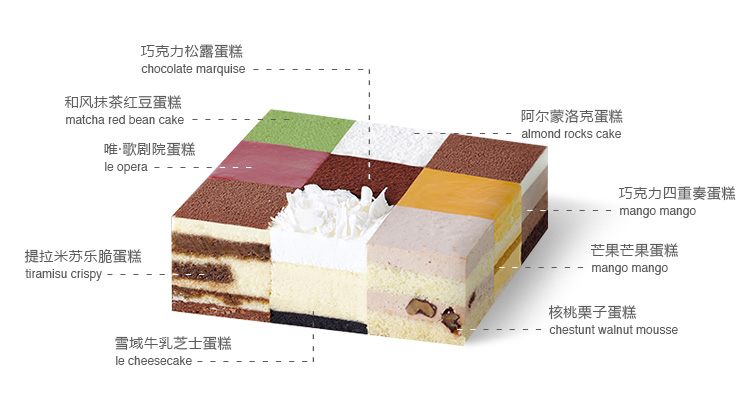 巧克力松露蛋糕
chocolate marquise
和风抹茶红豆蛋糕
matcha red bean cake
阿尔蒙洛克蛋糕
almond rocks cake
唯·歌剧院蛋糕
le opera
巧克力四重奏蛋糕
mango mango
提拉米苏乐脆蛋糕
tiramisu crispy
芒果芒果蛋糕
mango mango
核桃栗子蛋糕
chestunt walnut mousse
雪域牛乳芝士蛋糕
le cheesecake